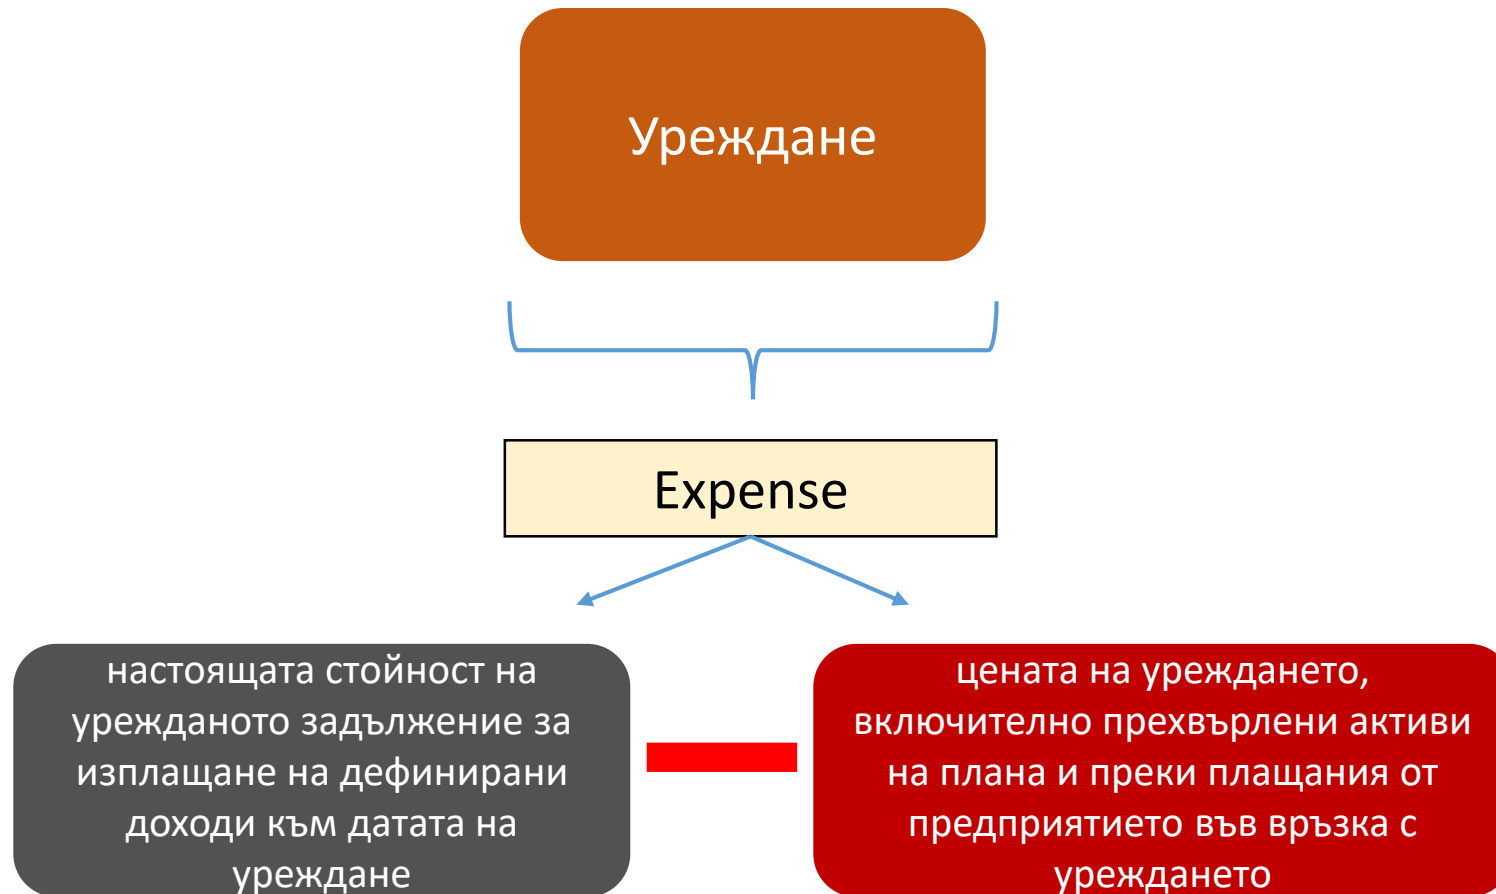 Уреждане
Expense
настоящата стойност на
урежданото задължение за
изплащане на дефинирани
доходи към датата на
уреждане
цената на уреждането,
включително прехвърлени активи
на плана и преки плащания от
предприятието във връзка с
уреждането